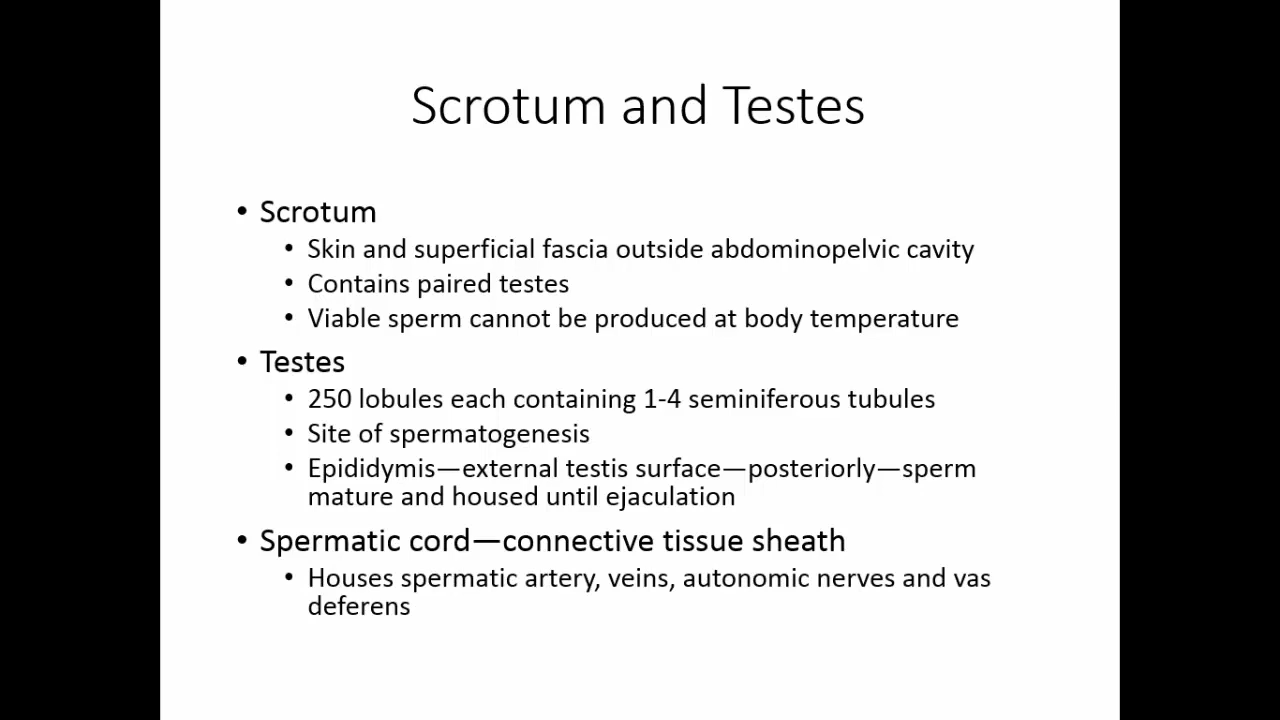 Scrotum and Testes
• Scrotum
• Skin and superficial fascia outside abdominopelvic cavity
• Contains paired testes
• Viable sperm cannot be produced at body temperature
• Testes
• 250 lobules each containing 1-4 seminiferous tubules
• Site of spermatogenesis
• Epididymis—external testis surface—posteriorly—sperm
mature and housed until ejaculation
• Spermatic cord—connective tissue sheath
• Houses spermatic artery, veins, autonomic nerves and vas
deferens